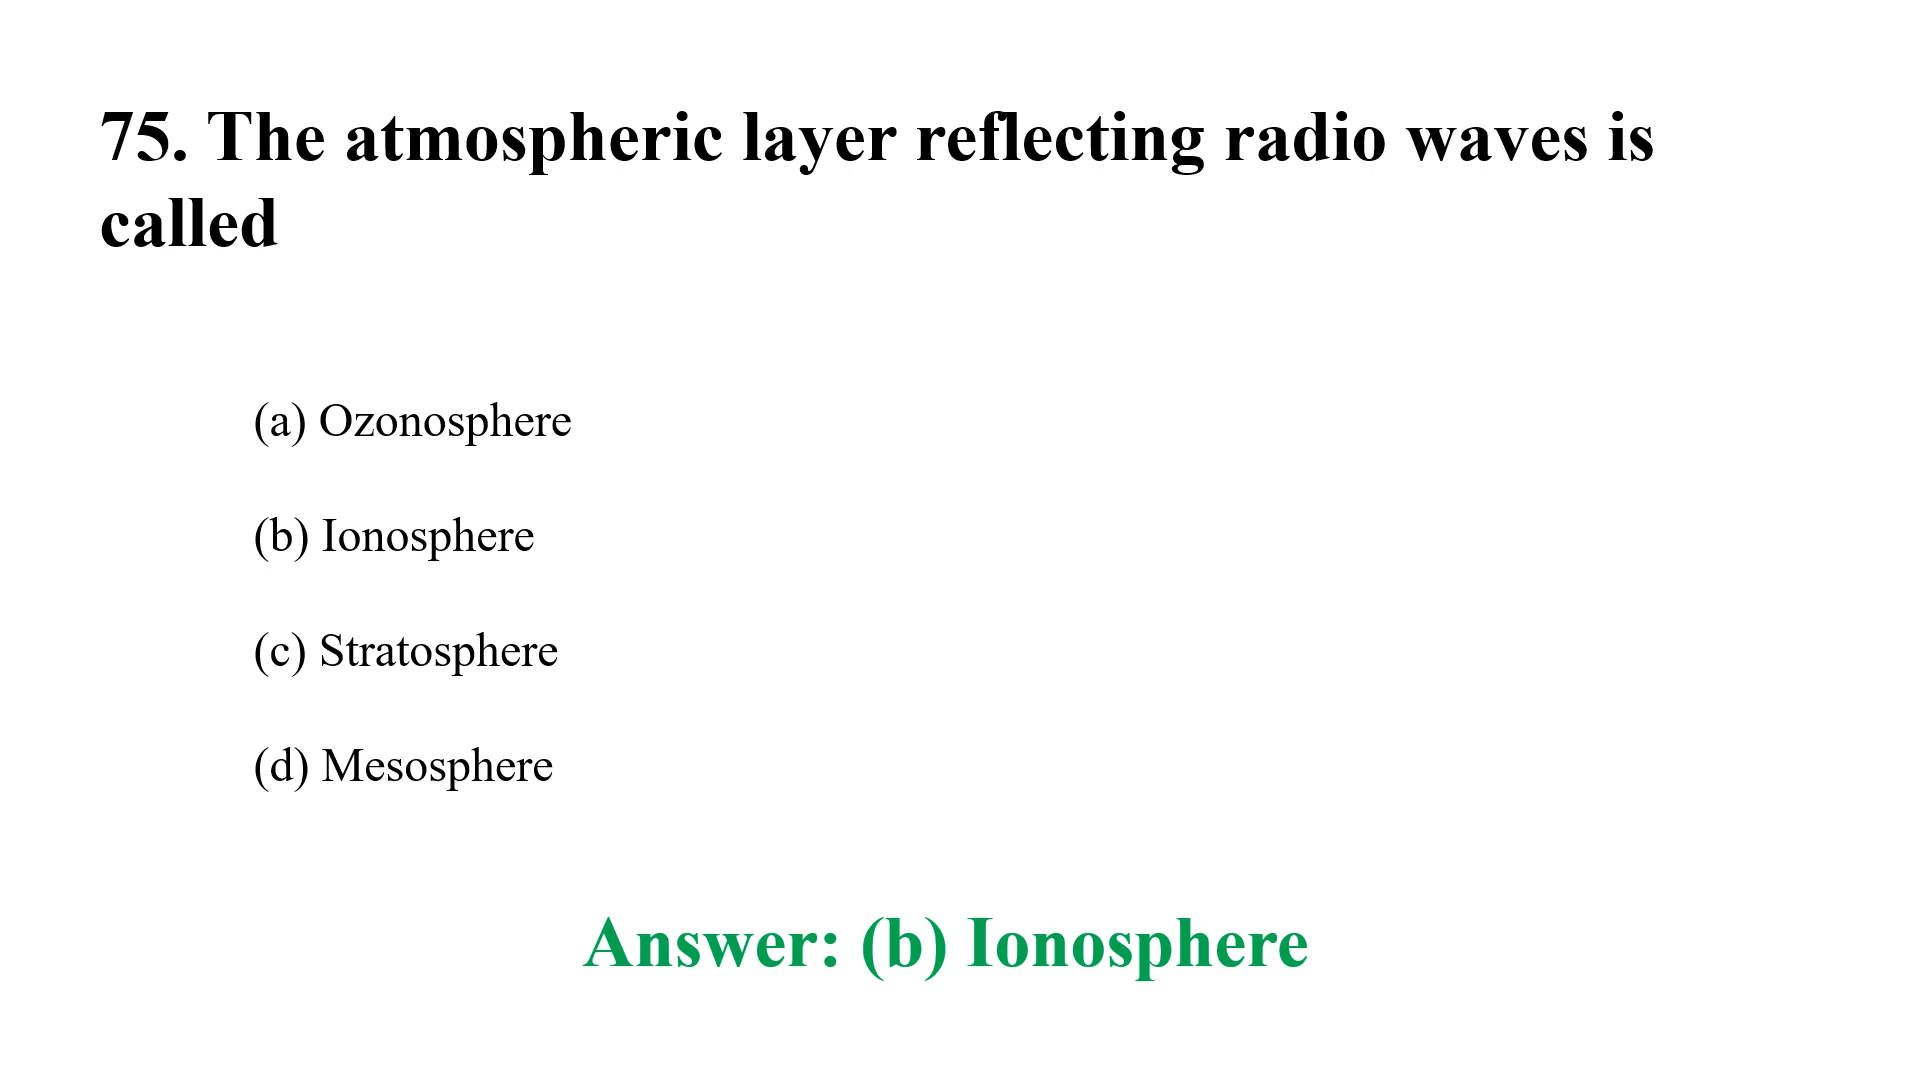 75. The atmospheric layer reflecting radio waves is
called
(a) Ozonosphere
(b) Ionosphere
(c) Stratosphere
(d) Mesosphere
Answer: (b) Ionosphere